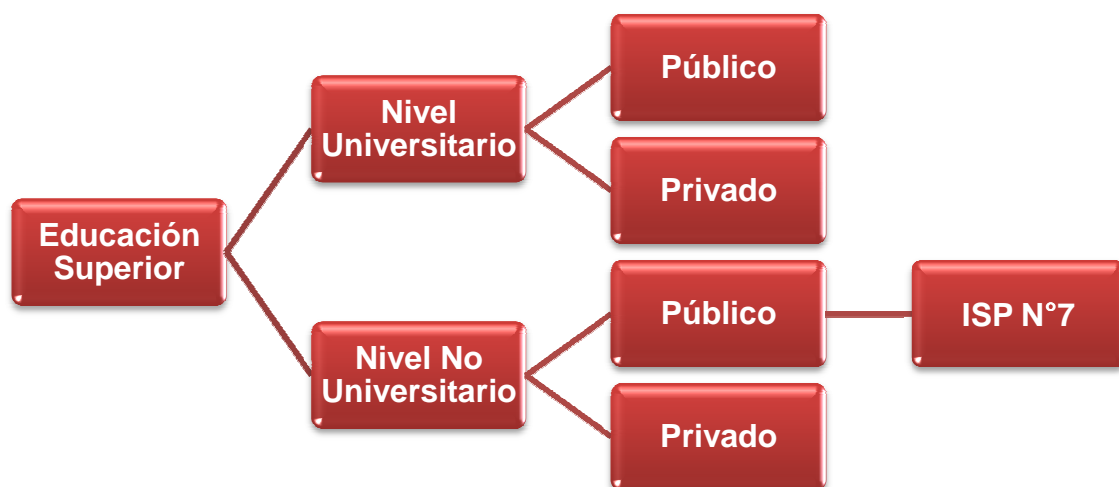 Educación
Superior
Nivel
Universitario
Público
Privado
Nivel No
Universitario
Público
ISP N°7
Privado